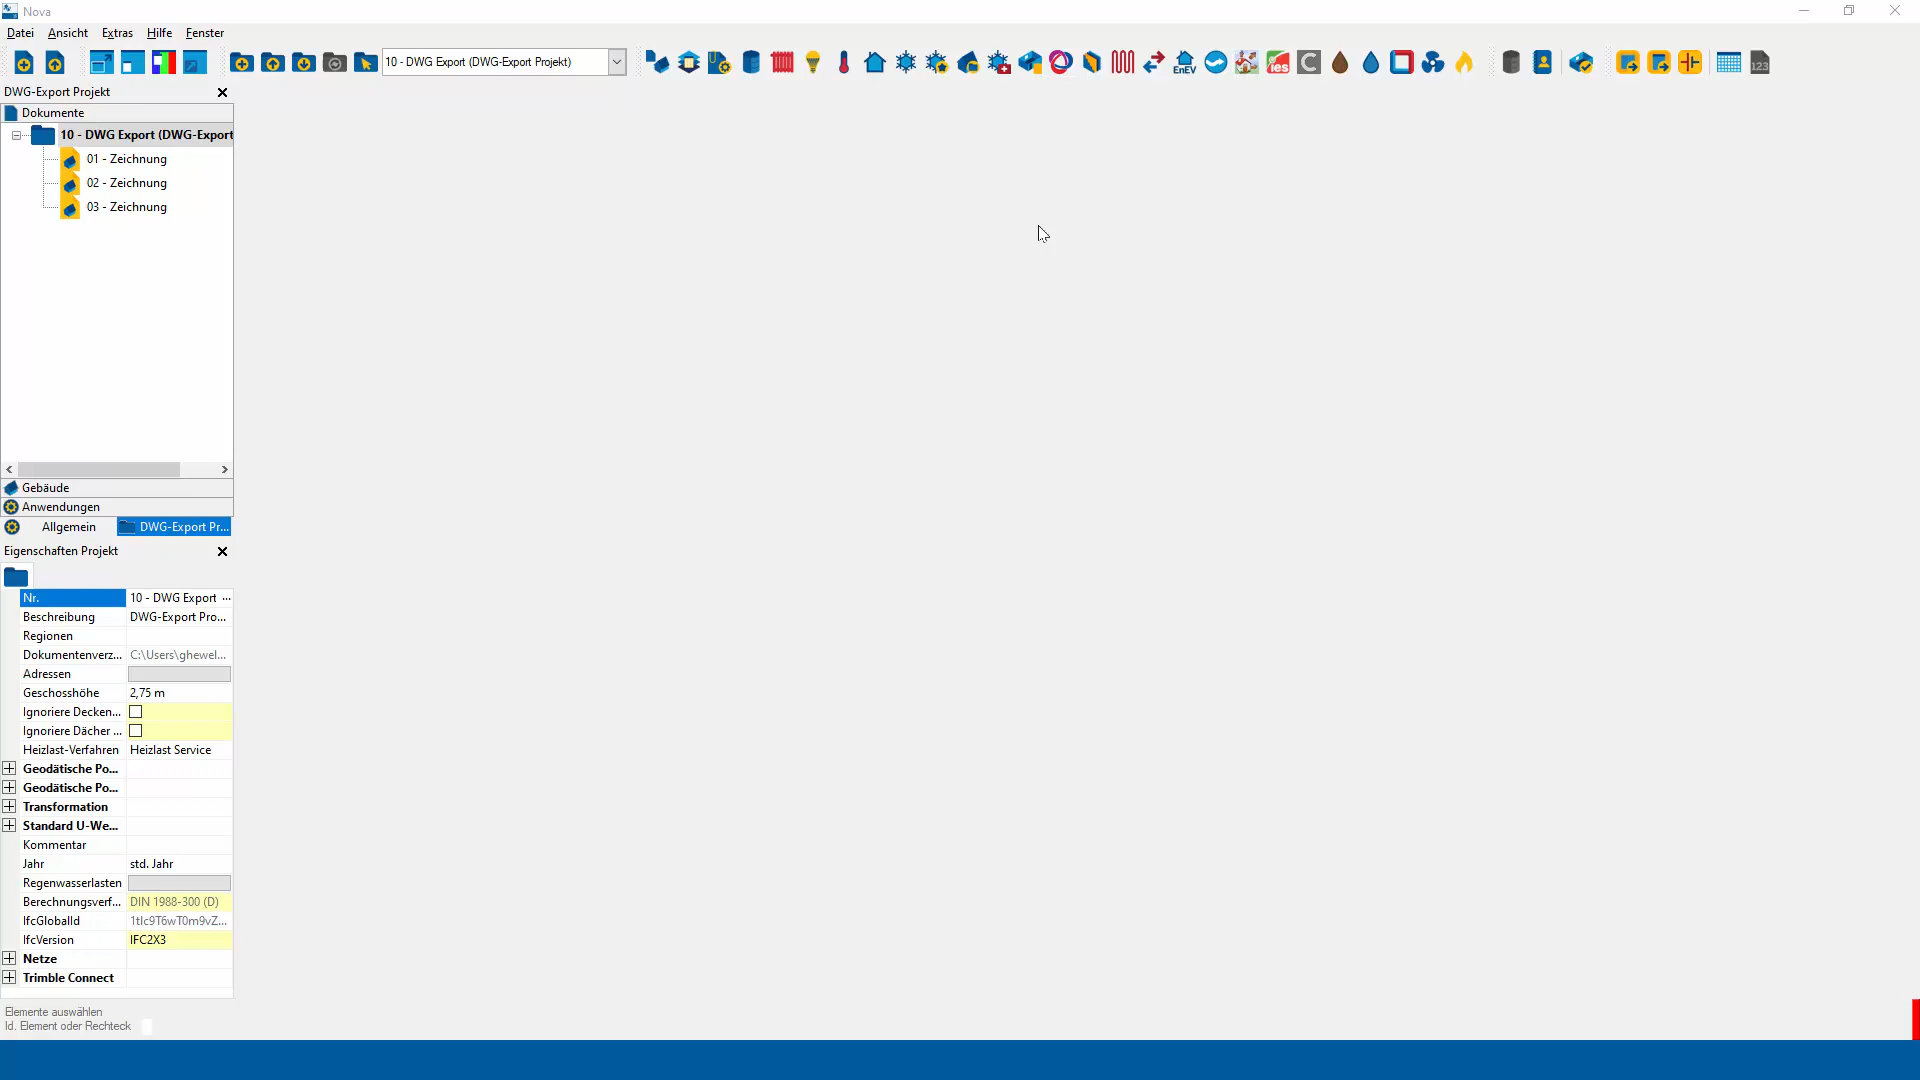 Nova
Datei Ansicht Extras Hilfe Fenster
10 - DWG Export (DWG-Export Projekt)
EnEV
ies
C
123
DWG-Export Projekt
Dokumente
10 - DWG Export (DWG-Export
01 - Zeichnung
02 - Zeichnung
03 - Zeichnung
Gebäude
Anwendungen
Allgemein DWG-Export Pr...
Eigenschaften Projekt
Nr. 10 - DWG Export ...
Beschreibung DWG-Export Pro...
Regionen
Dokumentenverz... C:\Users\ghewel...
Adressen
Geschosshöhe 2,75 m
Ignoriere Decken...
Ignoriere Dächer ...
Heizlast-Verfahren Heizlast Service
Geodätische Po...
Geodätische Po...
Transformation
Standard U-We...
Kommentar
Jahr std. Jahr
Regenwasserlasten
Berechnungsverf... DIN 1988-300 (D)
IfcGlobalId 1tIc9T6wT0m9vZ...
IfcVersion IFC2X3
Netze
Trimble Connect
Elemente auswählen
Id. Element oder Rechteck